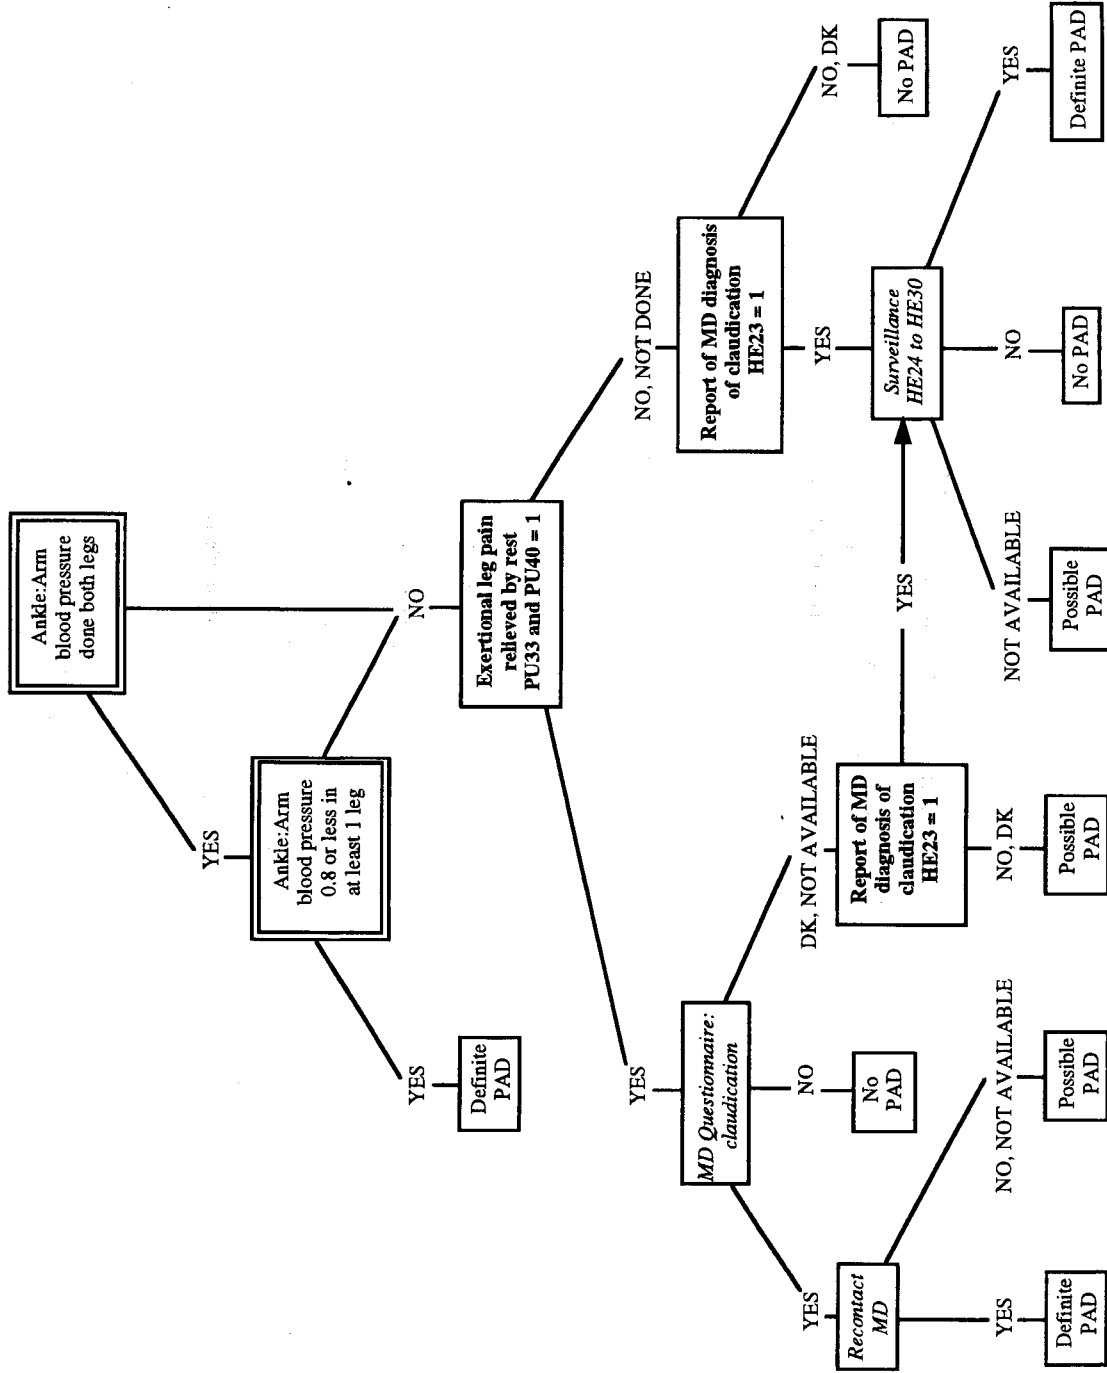 Ankle:Arm
blood pressure
done both legs
YES
Ankle:Arm
blood pressure
0.8 or less in
at least 1 leg
NO
YES
Definite
PAD
Exertional leg pain
relieved by rest
PU33 and PU40 = 1
YES
NO, NOT DONE
MD Questionnaire:
claudication
Report of MD diagnosis
of claudication
HE23 = 1
YES
NO
DK, NOT AVAILABLE
YES
NO, DK
Recontact
MD
No
PAD
Report of MD
diagnosis of
claudication
HE23 = 1
YES
Surveillance
HE24 to HE30
No PAD
YES
NO, NOT AVAILABLE
NO, DK
NOT AVAILABLE
NO
YES
Definite
PAD
Possible
PAD
Possible
PAD
Possible
PAD
No PAD
Definite PAD